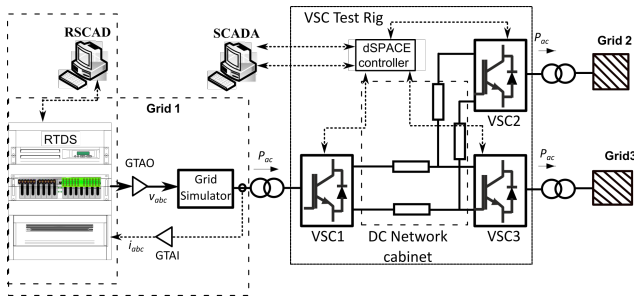 RSCAD
SCADA
VSC Test Rig
dSPACE
controller
Grid 2
Grid 1
RTDS
GTAO
v_abc
Grid
Simulator
P_ac
VSC1
VSC2
P_ac
Grid3
P_ac
VSC3
DC Network
cabinet
i_abc
GTAI